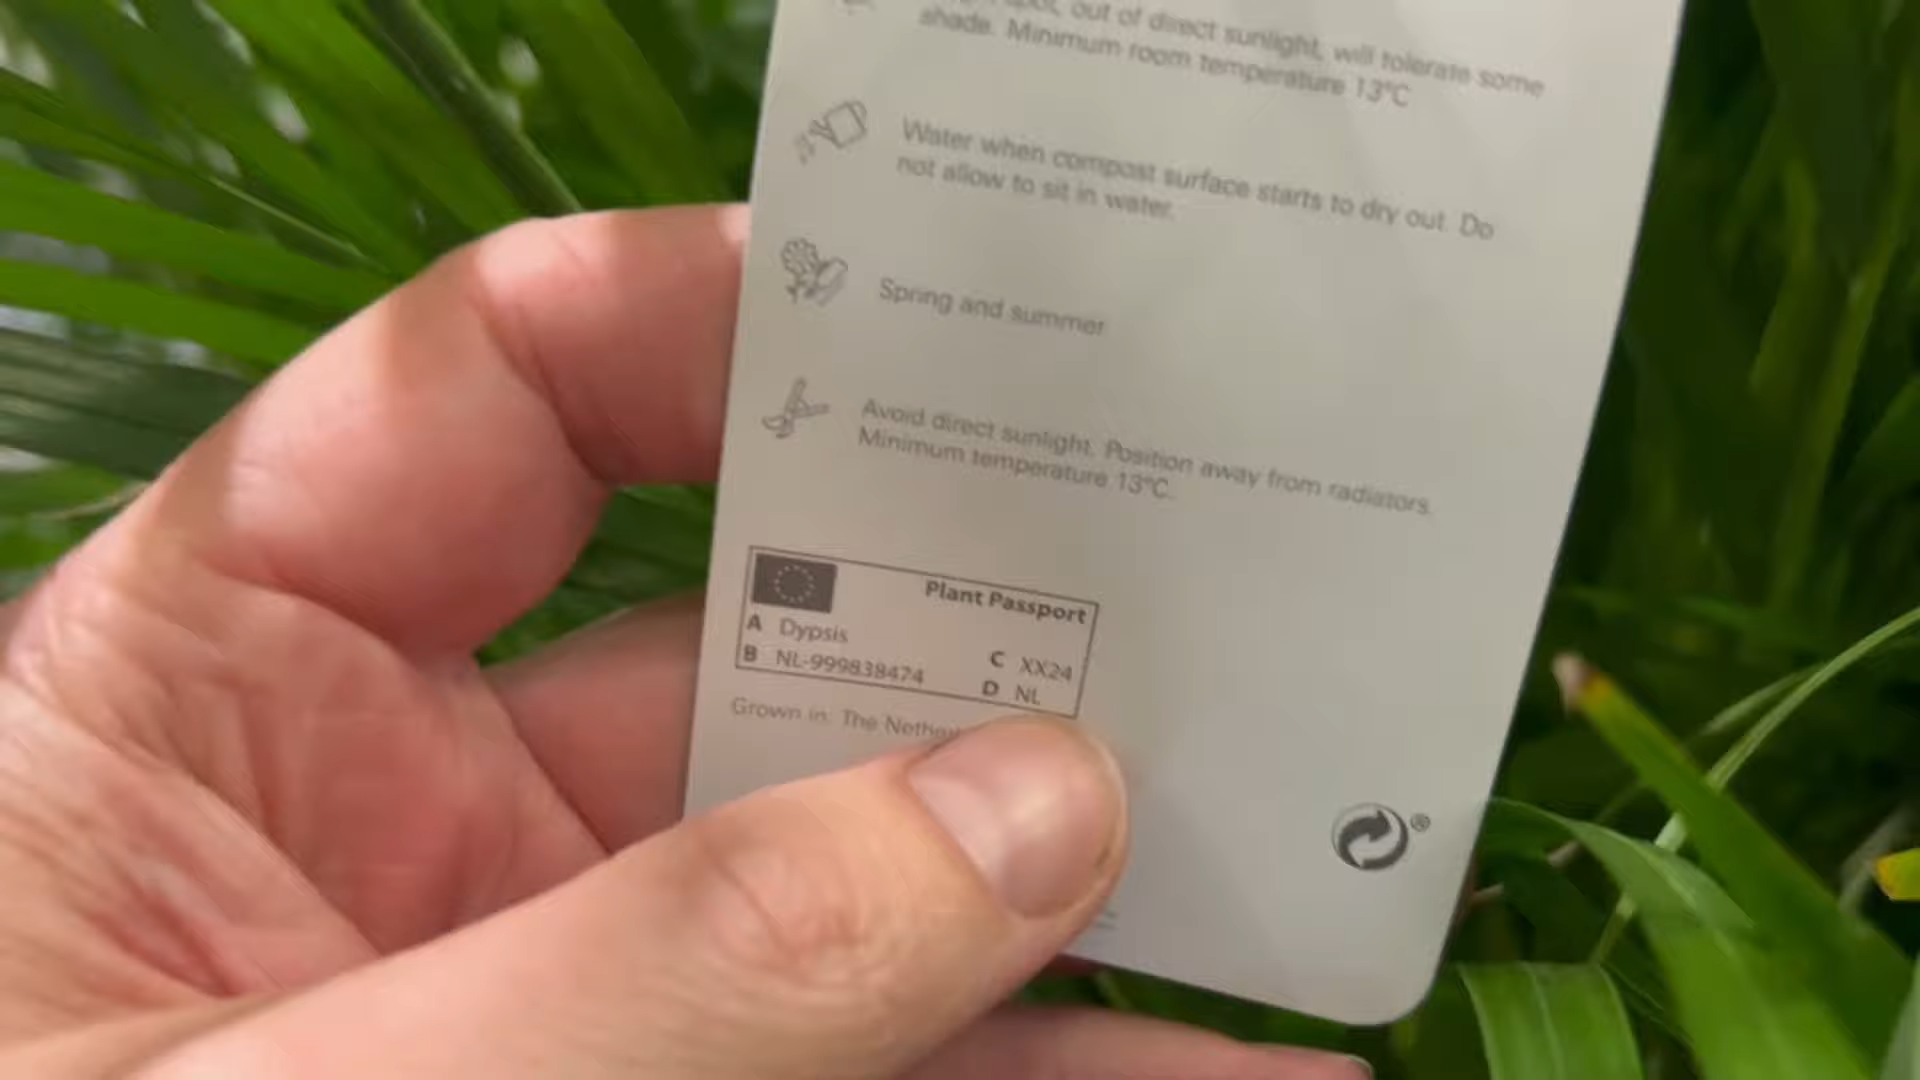 spot, out of direct sunlight, will tolerate some
shade. Minimum room temperature 13°C
Water when compost surface starts to dry out. Do
not allow to sit in water.
Spring and summer
Avoid direct sunlight. Position away from radiators.
Minimum temperature 13°C.
Plant Passport
A Dypsis
B NL-999838474
C XX24
D NL
Grown in: The Nether
®